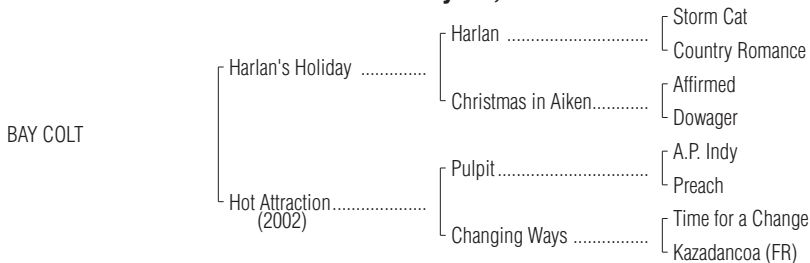 Storm Cat
Harlan ............................
Country Romance
Harlan's Holiday .............
Affirmed
Christmas in Aiken...........
Dowager
BAY COLT
A.P. Indy
Pulpit..............................
Preach
Hot Attraction...................
(2002)
Time for a Change
Changing Ways ...............
Kazadancoa (FR)